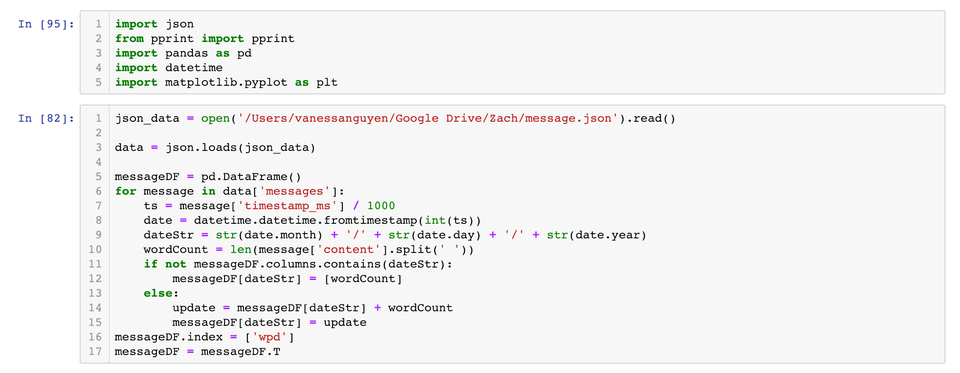 In [95]:
1 import json
2 from pprint import pprint
3 import pandas as pd
4 import datetime
5 import matplotlib.pyplot as plt
In [82]:
1 json_data = open('/Users/vanessanguyen/Google Drive/Zach/message.json').read()
2
3 data = json.loads(json_data)
4
5 messageDF = pd.DataFrame()
6 for message in data['messages']:
7     ts = message['timestamp_ms'] / 1000
8     date = datetime.datetime.fromtimestamp(int(ts))
9     dateStr = str(date.month) + '/' + str(date.day) + '/' + str(date.year)
10     wordCount = len(message['content'].split(' '))
11     if not messageDF.columns.contains(dateStr):
12         messageDF[dateStr] = [wordCount]
13     else:
14         update = messageDF[dateStr] + wordCount
15         messageDF[dateStr] = update
16 messageDF.index = ['wpd']
17 messageDF = messageDF.T